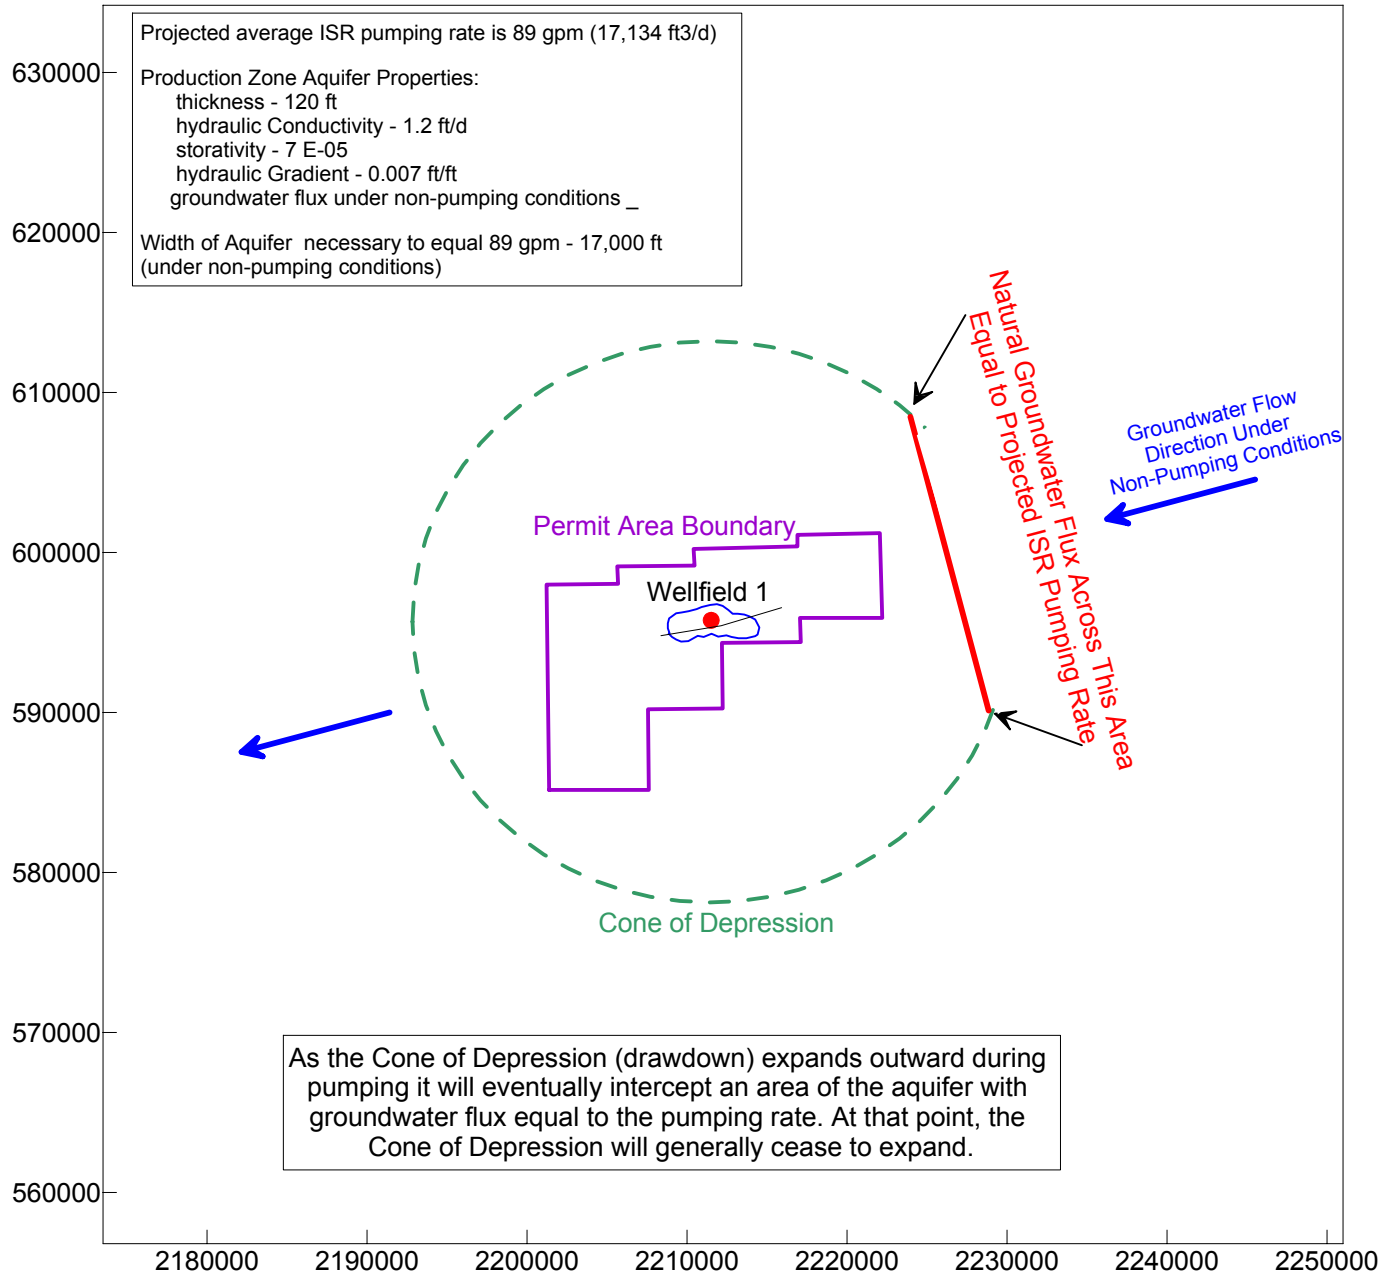 Projected average ISR pumping rate is 89 gpm (17,134 ft3/d)
Production Zone Aquifer Properties:
thickness - 120 ft
hydraulic Conductivity - 1.2 ft/d
storativity - 7 E-05
hydraulic Gradient - 0.007 ft/ft
groundwater flux under non-pumping conditions _
Width of Aquifer necessary to equal 89 gpm - 17,000 ft
(under non-pumping conditions)
630000
620000
610000
600000
590000
580000
570000
560000
Natural Groundwater Flux Across This Area
Equal to Projected ISR Pumping Rate
Groundwater Flow
Direction Under
Non-Pumping Conditions
Permit Area Boundary
Wellfield 1
Cone of Depression
As the Cone of Depression (drawdown) expands outward during
pumping it will eventually intercept an area of the aquifer with
groundwater flux equal to the pumping rate. At that point, the
Cone of Depression will generally cease to expand.
2180000
2190000
2200000
2210000
2220000
2230000
2240000
2250000